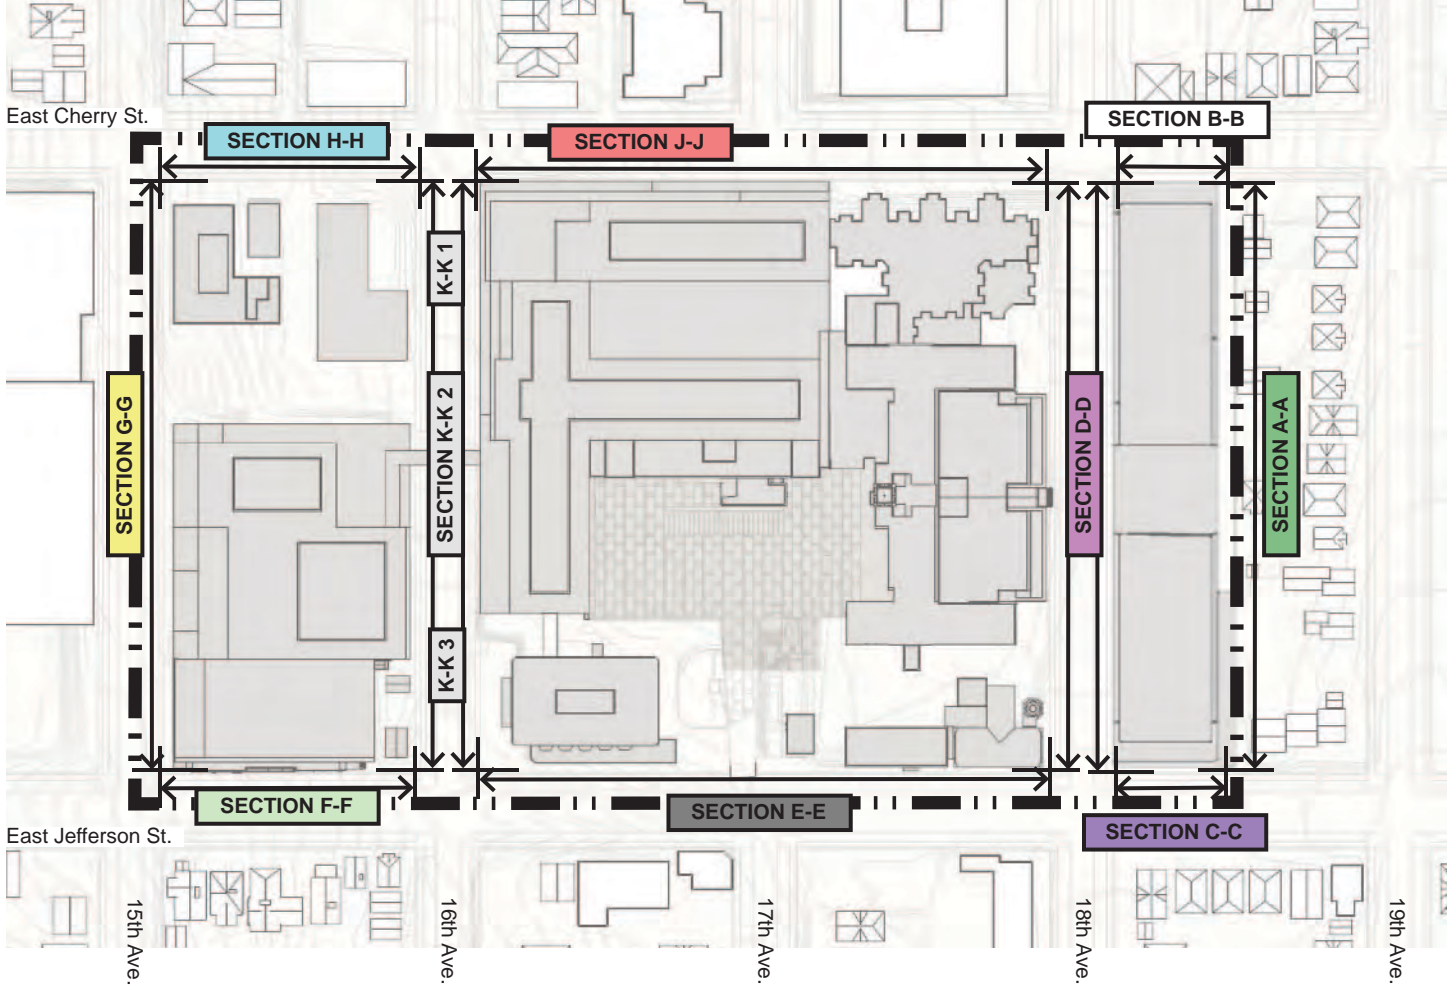 East Cherry St.
SECTION H-H
SECTION J-J
SECTION B-B
K-K 1
SECTION G-G
SECTION K-K 2
SECTION D-D
SECTION A-A
K-K 3
SECTION F-F
SECTION E-E
SECTION C-C
East Jefferson St.
15th Ave.
16th Ave.
17th Ave.
18th Ave.
19th Ave.